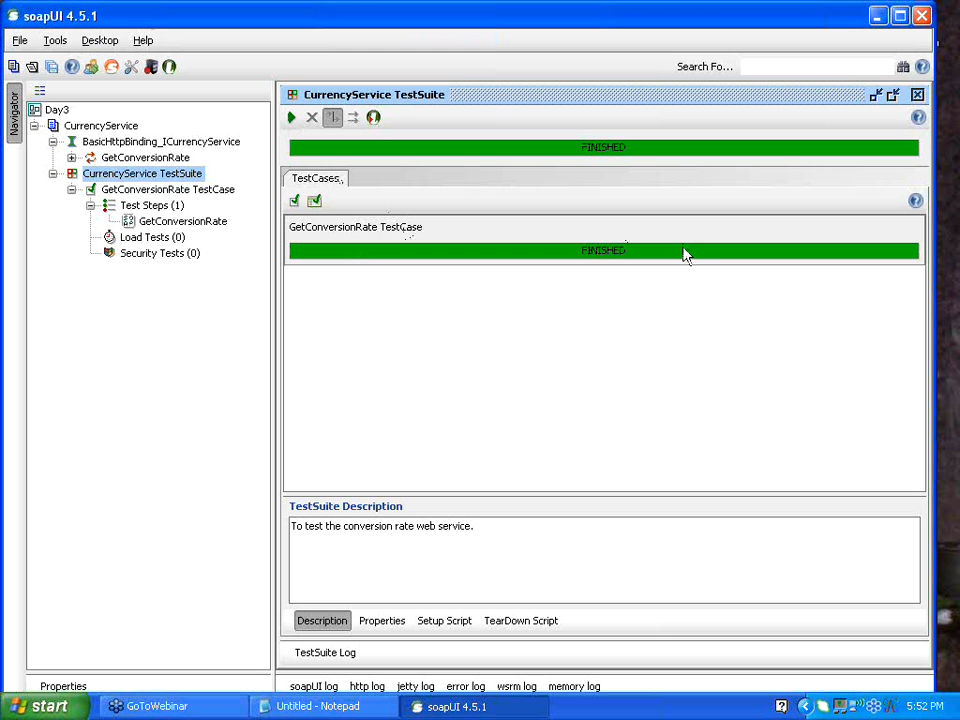 soapUI 4.5.1
File Tools Desktop Help
Search Fo...
Navigator
Day3
CurrencyService
BasicHttpBinding_ICurrencyService
GetConversionRate
CurrencyService TestSuite
GetConversionRate TestCase
Test Steps (1)
GetConversionRate
Load Tests (0)
Security Tests (0)
Properties
CurrencyService TestSuite
FINISHED
TestCases
GetConversionRate TestCase
FINISHED
TestSuite Description
To test the conversion rate web service.
Description Properties Setup Script TearDown Script
TestSuite Log
soapUI log http log jetty log error log wsrm log memory log
start GoToWebinar Untitled - Notepad soapUI 4.5.1 5:52 PM